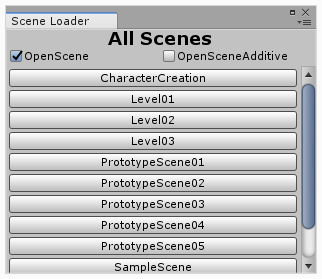 Scene Loader
All Scenes
OpenScene OpenSceneAdditive
CharacterCreation
Level01
Level02
Level03
PrototypeScene01
PrototypeScene02
PrototypeScene03
PrototypeScene04
PrototypeScene05
SampleScene